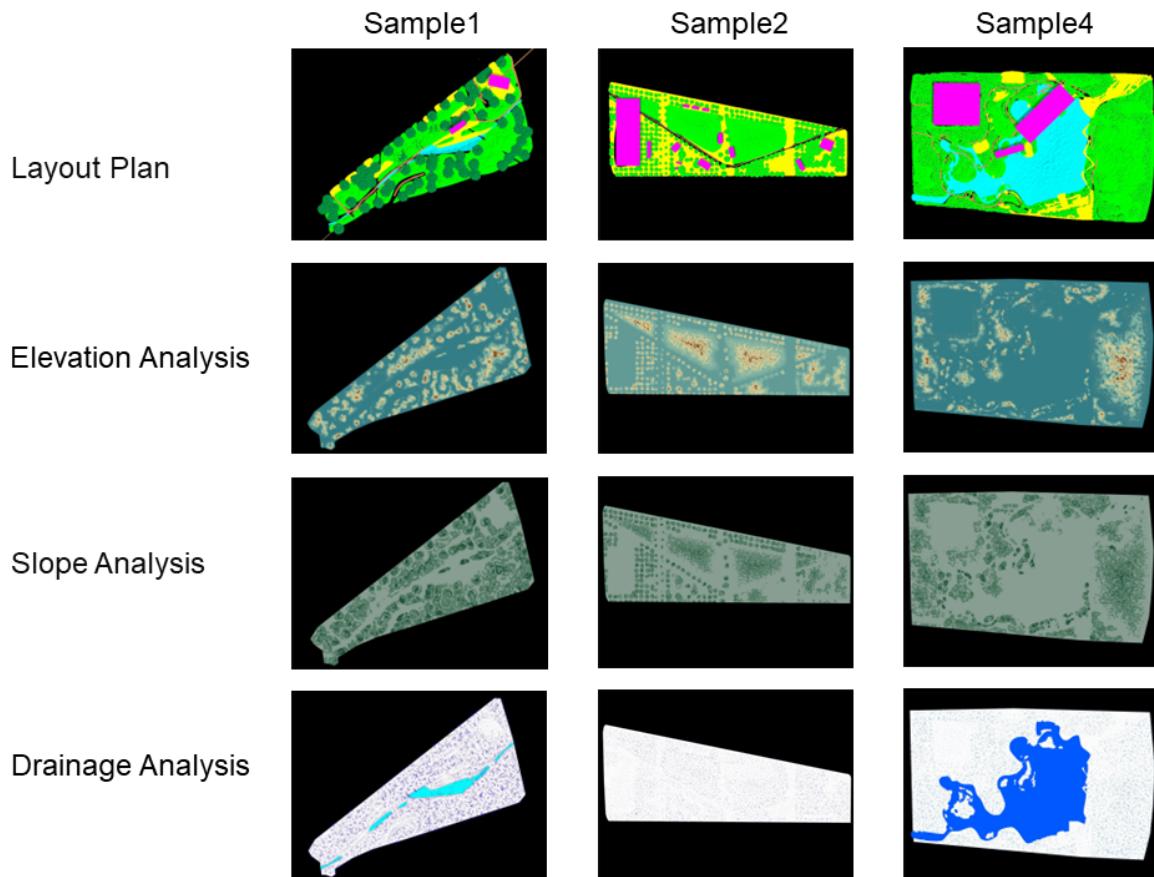 Sample1
Sample2
Sample4
Layout Plan
Elevation Analysis
Slope Analysis
Drainage Analysis